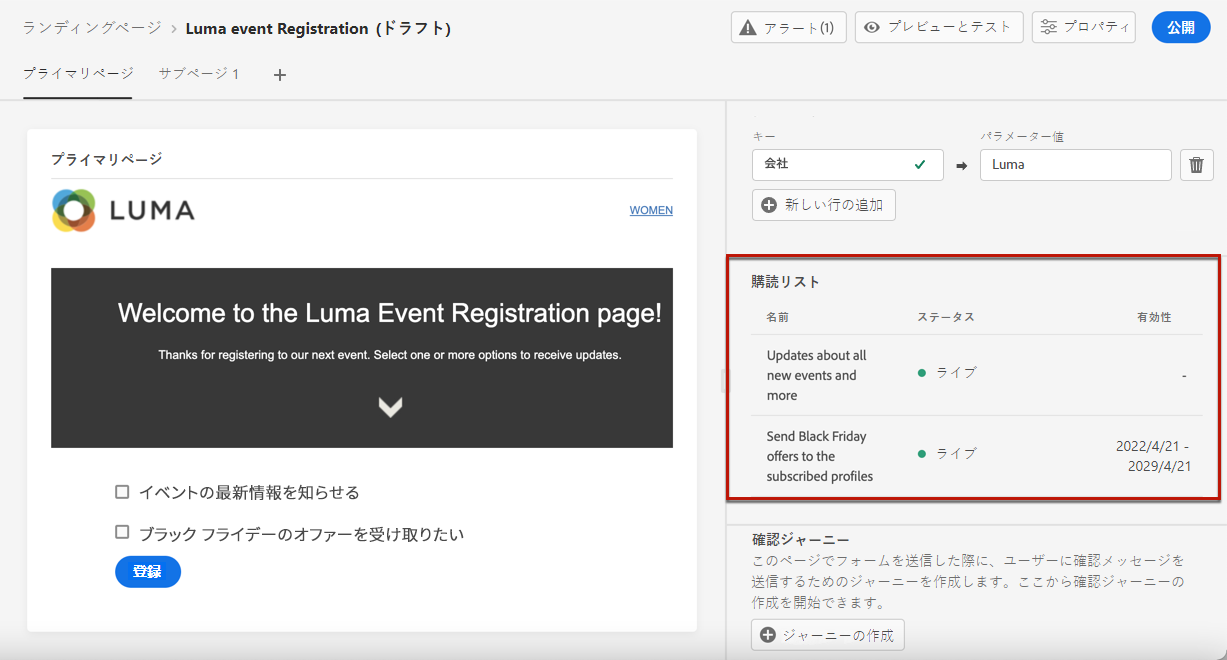 ランディングページ › Luma event Registration (ドラフト)
アラート(1)
プレビューとテスト
プロパティ
公開
プライマリページ
サブページ 1
プライマリページ
LUMA
WOMEN
Welcome to the Luma Event Registration page!
Thanks for registering to our next event. Select one or more options to receive updates.
イベントの最新情報を知らせる
ブラック フライデーのオファーを受け取りたい
登録
キー
パラメーター値
会社
Luma
新しい行の追加
購読リスト
名前 ステータス 有効性
Updates about all
new events and
more
ライブ
-
Send Black Friday
offers to the
subscribed profiles
ライブ
2022/4/21 -
2029/4/21
確認ジャーニー
このページでフォームを送信した際に、ユーザーに確認メッセージを
送信するためのジャーニーを作成します。ここから確認ジャーニーの
作成を開始できます。
ジャーニーの作成